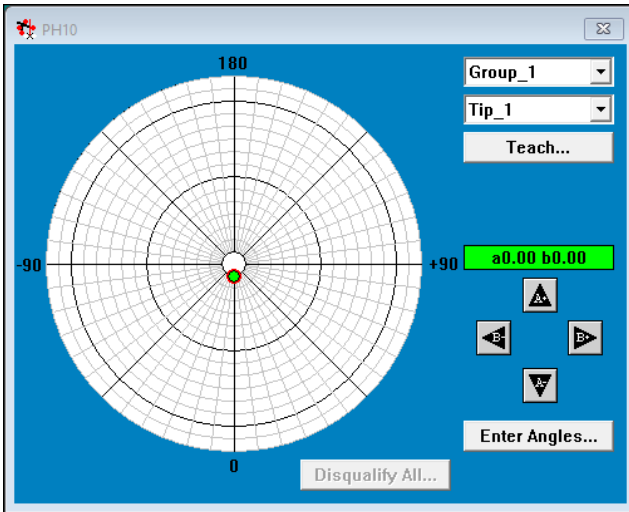 PH10
180
Group_1
Tip_1
Teach...
-90
+90
a0.00 b0.00
A+
B-
B+
A-
Enter Angles...
0
Disqualify All...